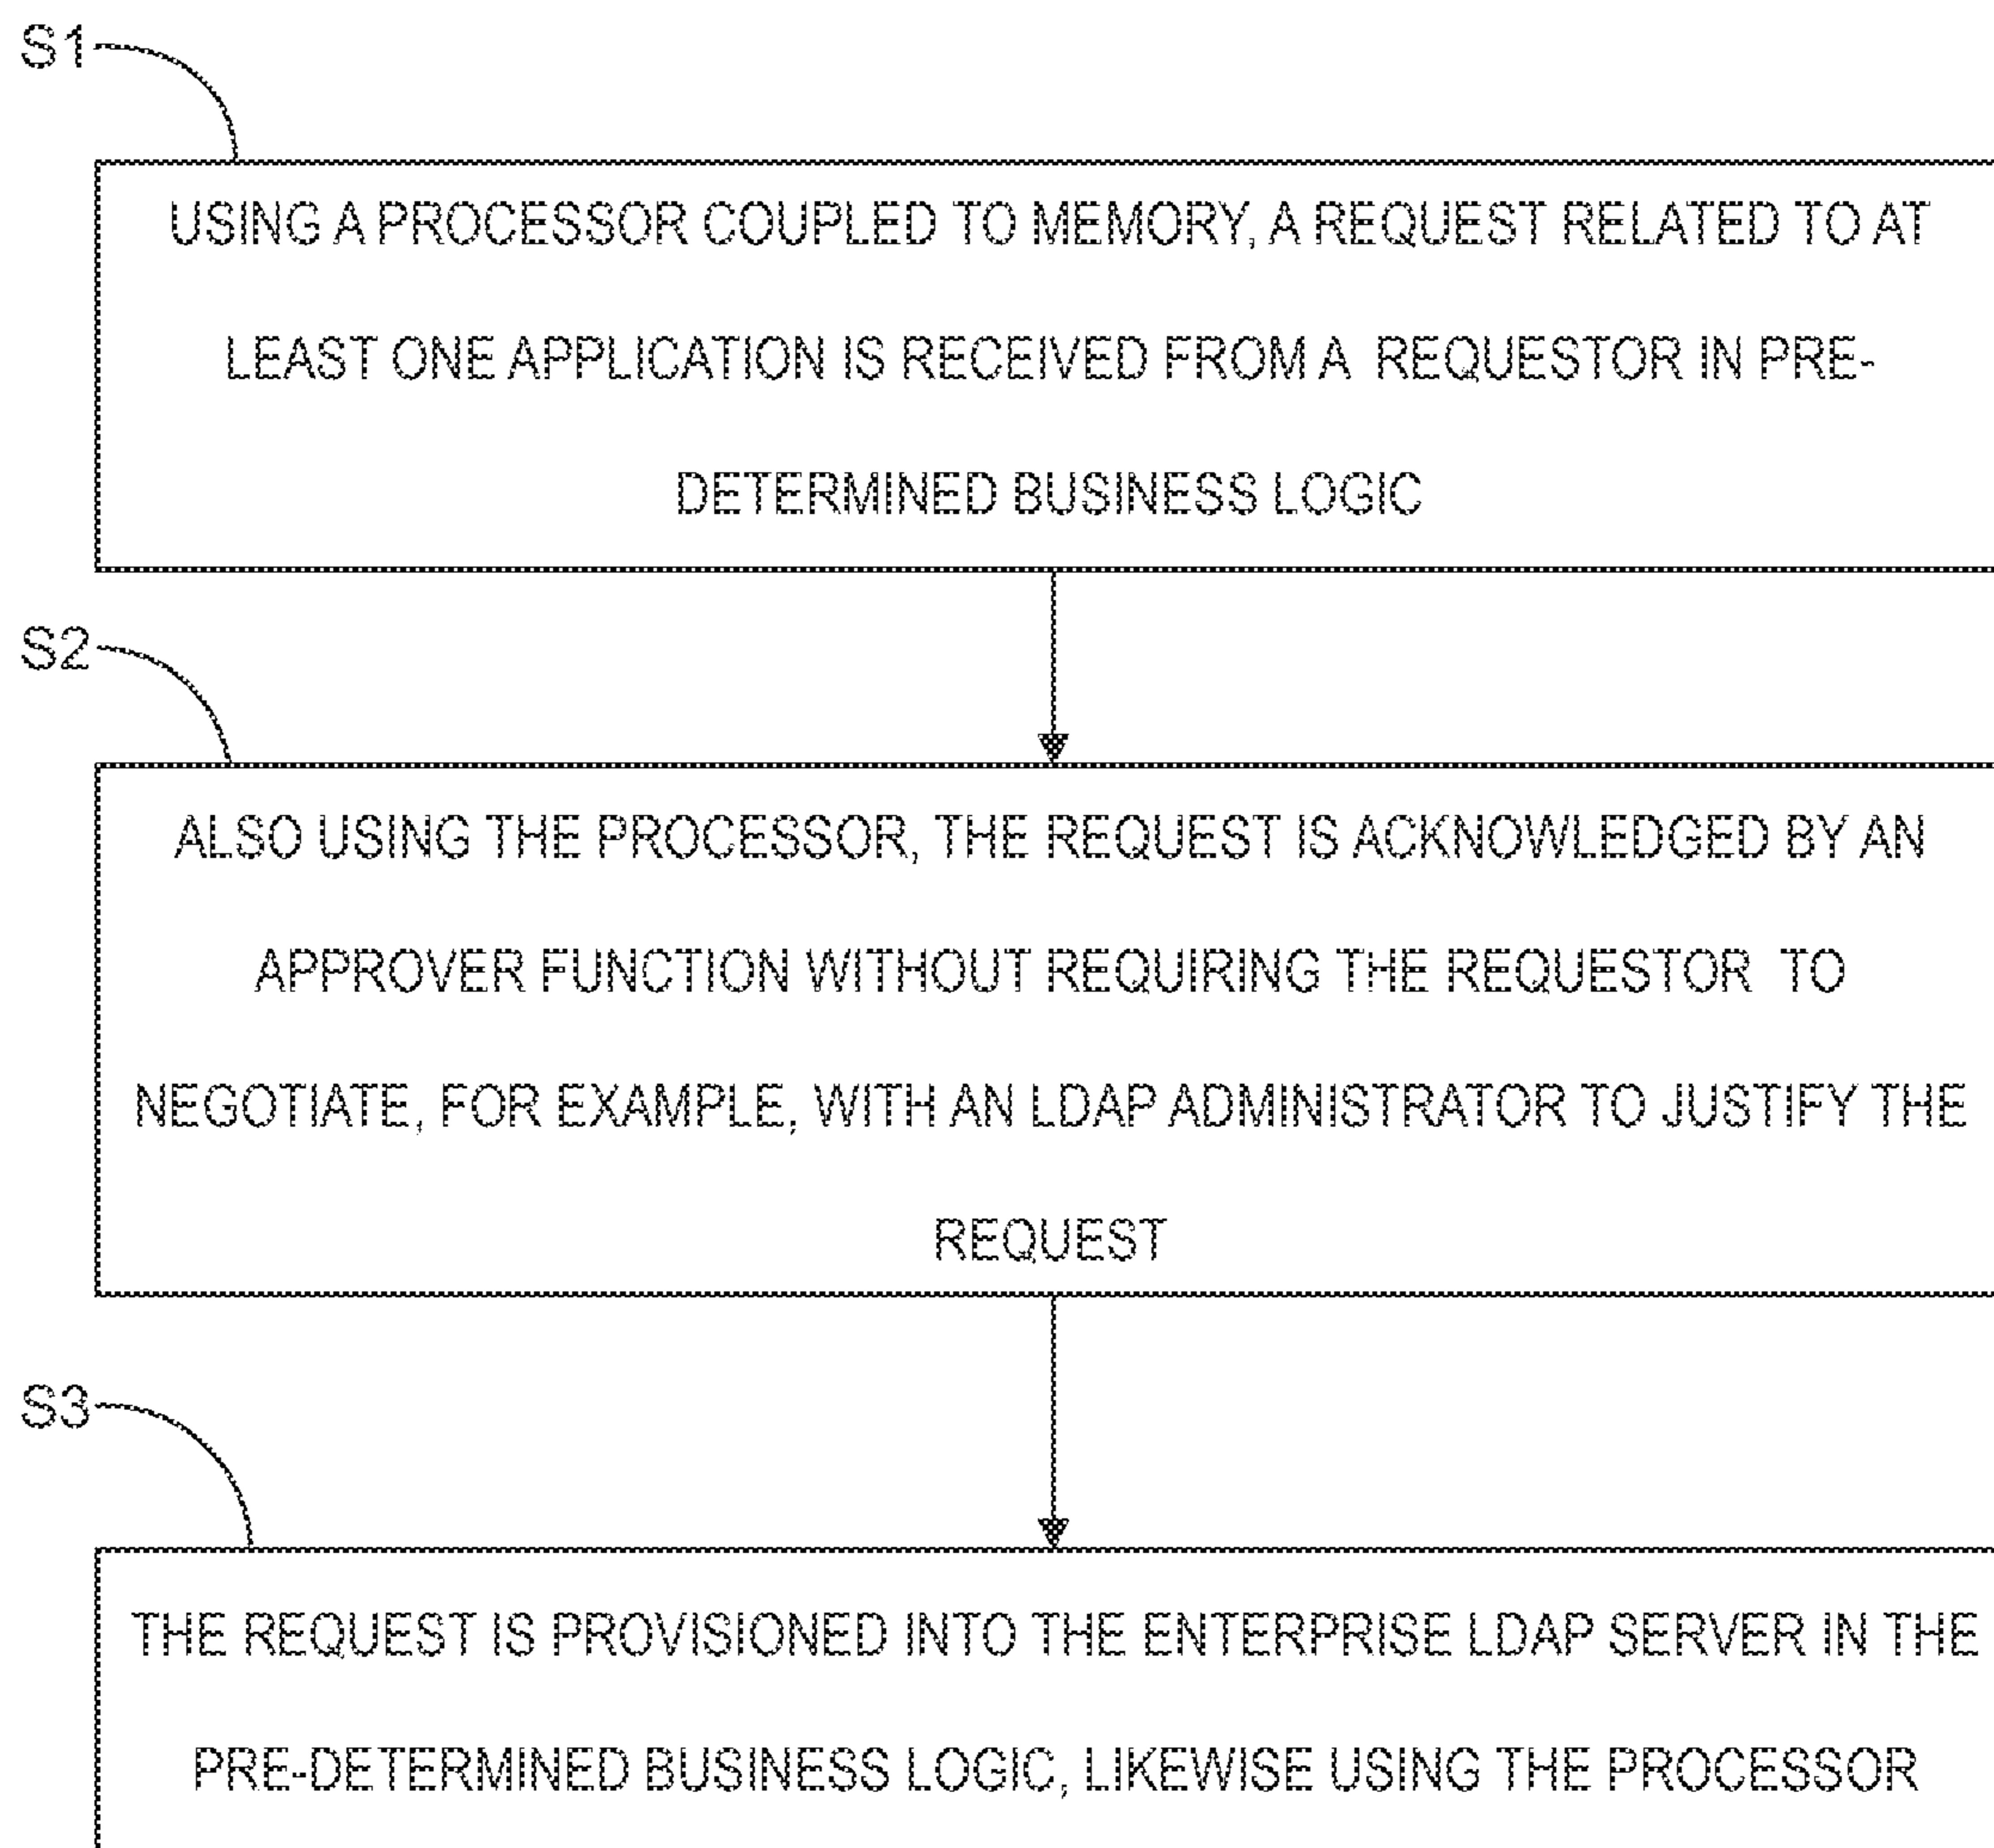 S1
USING A PROCESSOR COUPLED TO MEMORY, A REQUEST RELATED TO AT
LEAST ONE APPLICATION IS RECEIVED FROM A REQUESTOR IN PRE-
DETERMINED BUSINESS LOGIC
S2
ALSO USING THE PROCESSOR, THE REQUEST IS ACKNOWLEDGED BY AN
APPROVER FUNCTION WITHOUT REQUIRING THE REQUESTOR TO
NEGOTIATE, FOR EXAMPLE, WITH AN LDAP ADMINISTRATOR TO JUSTIFY THE
REQUEST
S3
THE REQUEST IS PROVISIONED INTO THE ENTERPRISE LDAP SERVER IN THE
PRE-DETERMINED BUSINESS LOGIC, LIKEWISE USING THE PROCESSOR